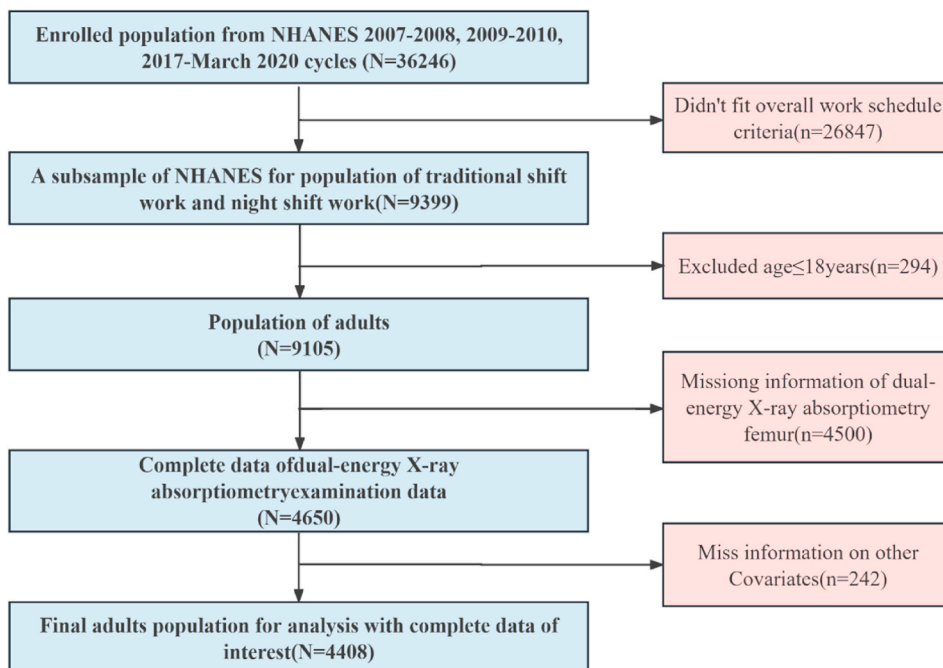 Enrolled population from NHANES 2007-2008, 2009-2010,
2017-March 2020 cycles (N=36246)
Didn't fit overall work schedule
criteria(n=26847)
A subsample of NHANES for population of traditional shift
work and night shift work(N=9399)
Excluded age≤18years(n=294)
Population of adults
(N=9105)
Missiong information of dual-
energy X-ray absorptiometry
femur(n=4500)
Complete data ofdual-energy X-ray
absorptiometryexamination data
(N=4650)
Miss information on other
Covariates(n=242)
Final adults population for analysis with complete data of
interest(N=4408)